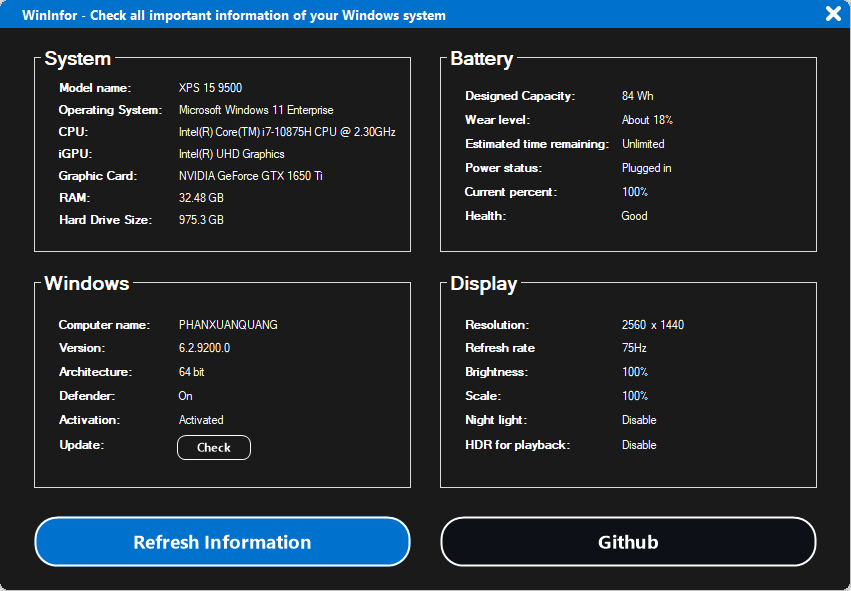 WinInfor - Check all important information of your Windows system
System
Model name: XPS 15 9500
Operating System: Microsoft Windows 11 Enterprise
CPU: Intel(R) Core(TM) i7-10875H CPU @ 2.30GHz
iGPU: Intel(R) UHD Graphics
Graphic Card: NVIDIA GeForce GTX 1650 Ti
RAM: 32.48 GB
Hard Drive Size: 975.3 GB
Battery
Designed Capacity: 84 Wh
Wear level: About 18%
Estimated time remaining: Unlimited
Power status: Plugged in
Current percent: 100%
Health: Good
Windows
Computer name: PHANXUANQUANG
Version: 6.2.9200.0
Architecture: 64 bit
Defender: On
Activation: Activated
Update: Check
Display
Resolution: 2560 x 1440
Refresh rate 75Hz
Brightness: 100%
Scale: 100%
Night light: Disable
HDR for playback: Disable
Refresh Information
Github